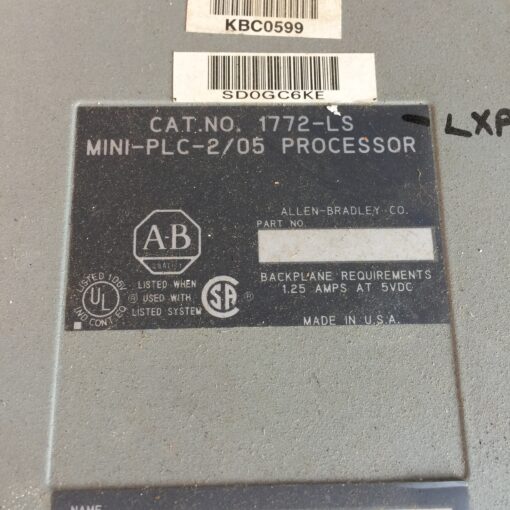 KBC0599
SD0GC6KE
CAT.NO. 1772-LS
LXP
MINI-PLC-2/05 PROCESSOR
ALLEN-BRADLEY CO.
PART NO.
A-B
QUALITY
BACKPLANE REQUIREMENTS
1.25 AMPS AT 5VDC
LISTED 106V
UL
IND.CONT.EQ
LISTED WHEN
USED WITH
LISTED SYSTEM
SA
MADE IN U.S.A.
NAME